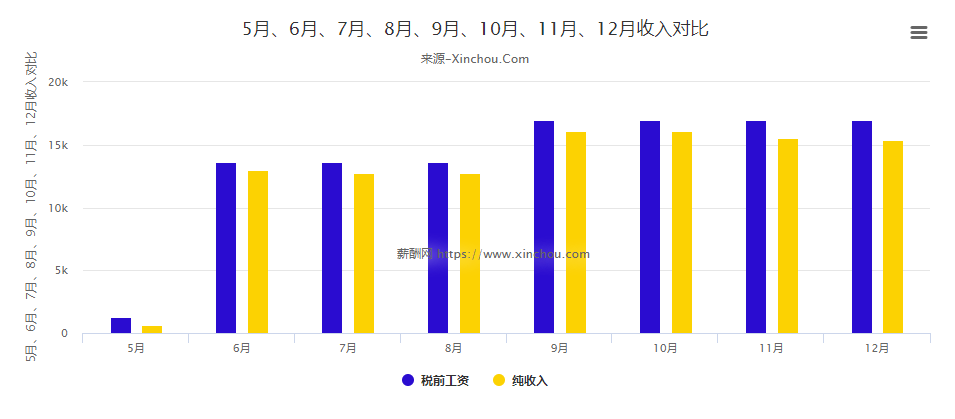 5月、6月、7月、8月、9月、10月、11月、12月收入对比
来源-Xinchou.Com
5月、6月、7月、8月、9月、10月、11月、12月收入对比
20k
15k
10k
5k
0
薪酬网 https://www.xinchou.com
5月 6月 7月 8月 9月 10月 11月 12月
税前工资 纯收入